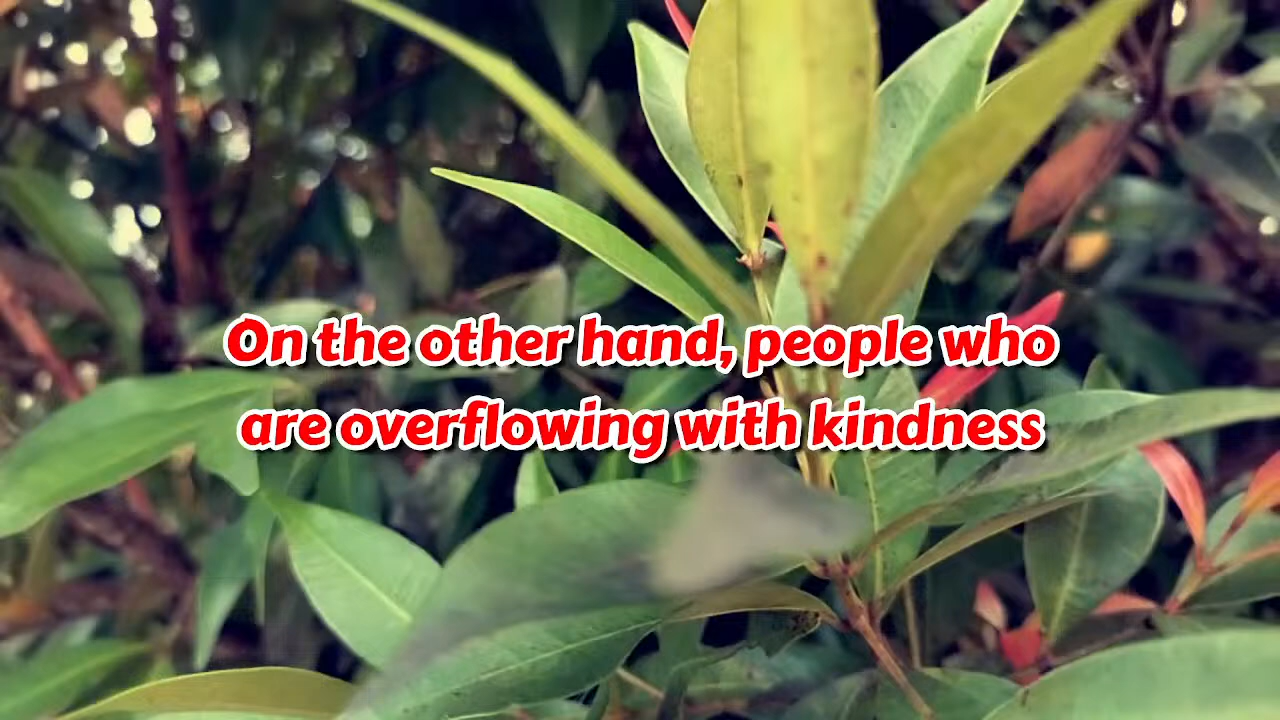 On the other hand, people who
are overflowing with kindness